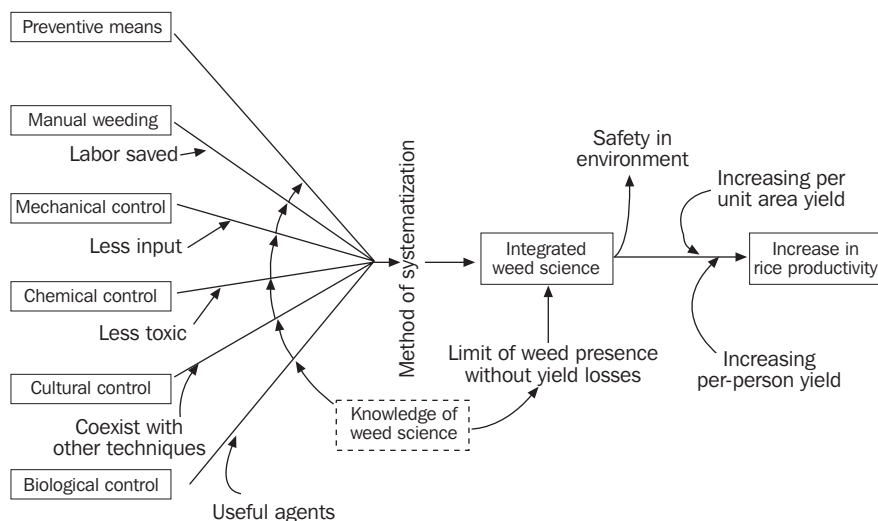 Preventive means
Manual weeding
Labor saved
Mechanical control
Less input
Chemical control
Less toxic
Cultural control
Coexist with
other techniques
Biological control
Useful agents
Knowledge of
weed science
Method of systematization
Limit of weed presence
without yield losses
Integrated
weed science
Safety in
environment
Increasing per
unit area yield
Increasing
per-person yield
Increase in
rice productivity